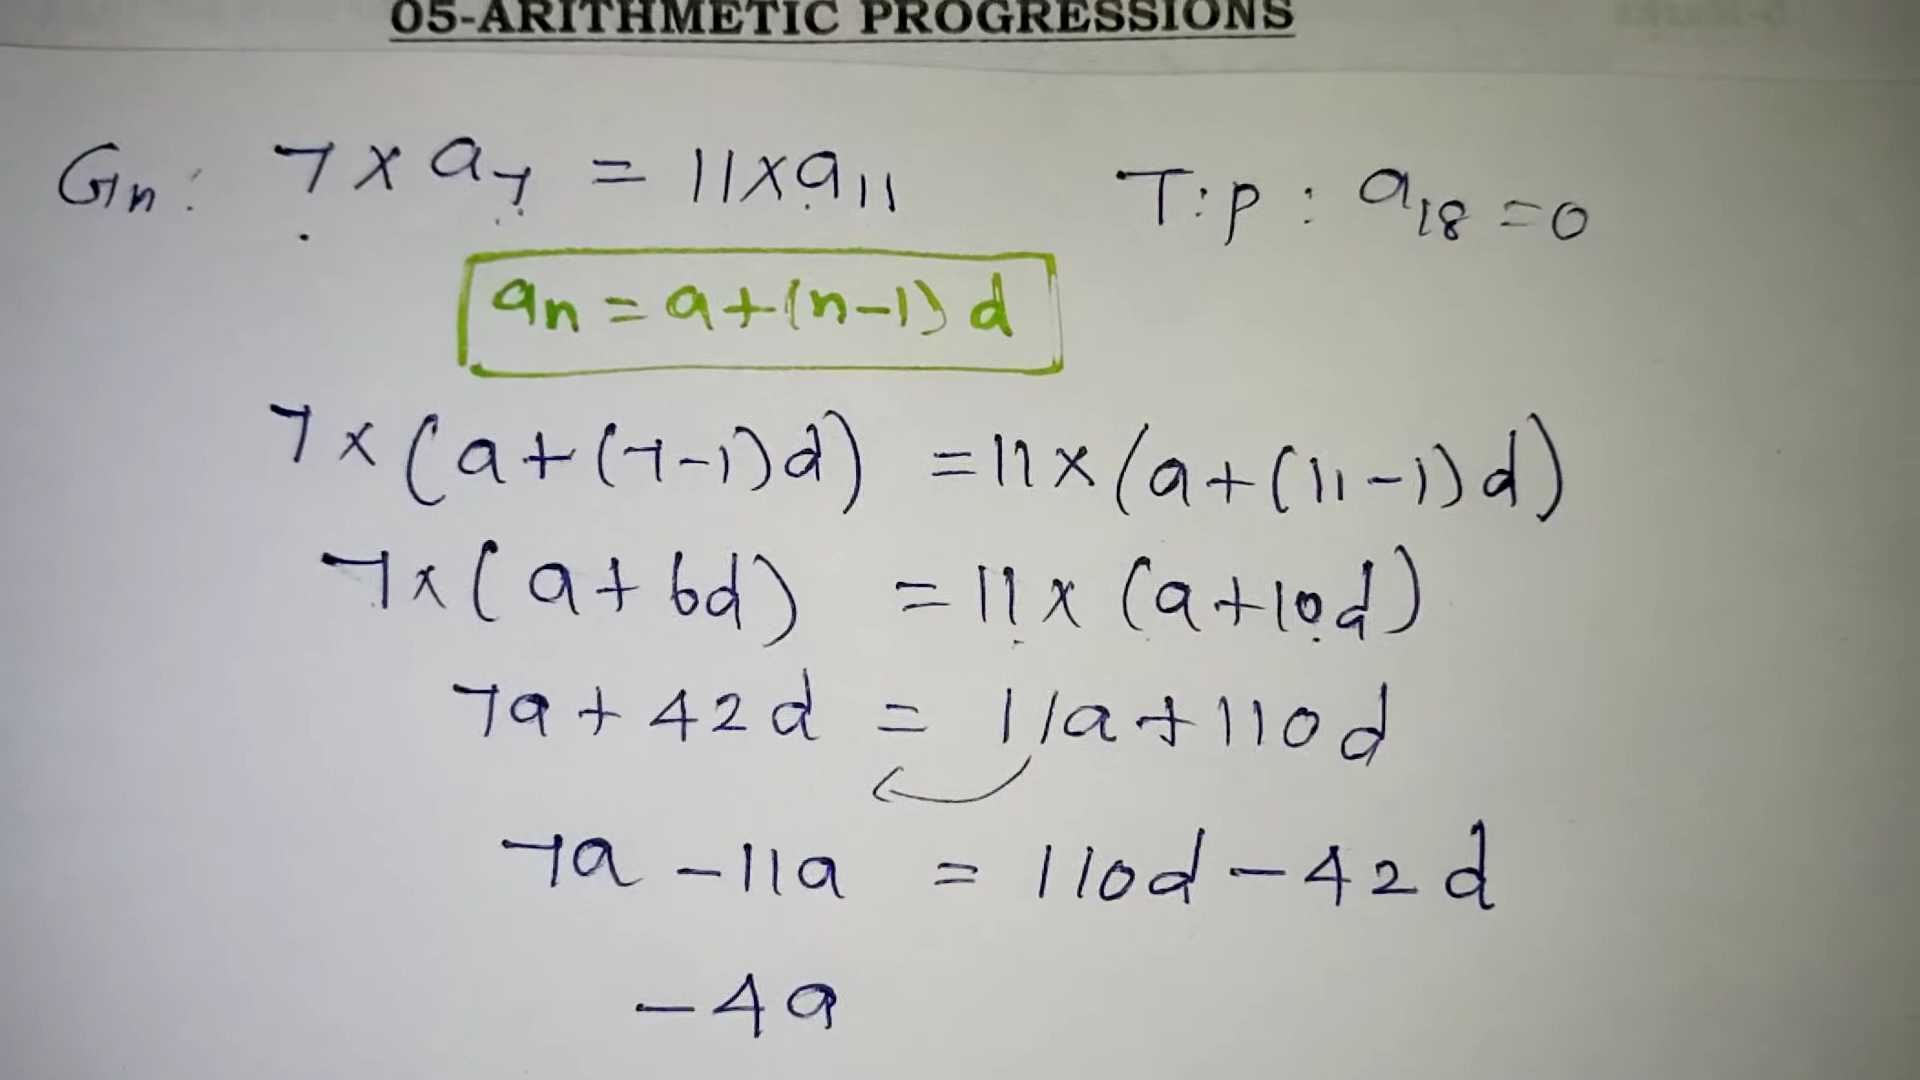 05-ARITHMETIC PROGRESSIONS
Gn: 7 × a₇ = 11 × a₁₁ T.p : a₁₈ = 0
aₙ = a + (n-1) d
7 × (a + (7-1)d) = 11 × (a + (11-1)d)
7 × (a + 6d) = 11 × (a + 10d)
7a + 42d = 11a + 110d
7a - 11a = 110d - 42d
- 4a